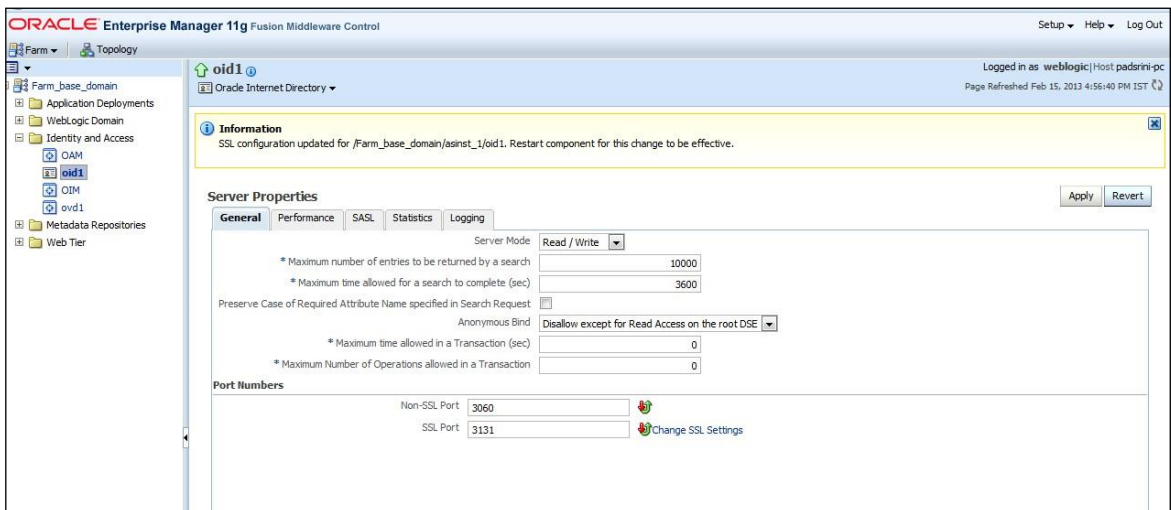 ORACLE Enterprise Manager 11g Fusion Middleware Control
Setup Help Log Out
Farm Topology
Farm_base_domain
Application Deployments
WebLogic Domain
Identity and Access
OAM
oid1
OIM
ovd1
Metadata Repositories
Web Tier
oid1
Logged in as weblogic|Host padsrini-pc
Oracle Internet Directory
Page Refreshed Feb 15, 2013 4:56:40 PM IST
Information
SSL configuration updated for /Farm_base_domain/asinst_1/oid1. Restart component for this change to be effective.
Server Properties
Apply Revert
General Performance SASL Statistics Logging
Server Mode Read / Write
* Maximum number of entries to be returned by a search 10000
* Maximum time allowed for a search to complete (sec) 3600
Preserve Case of Required Attribute Name specified in Search Request
Anonymous Bind Disallow except for Read Access on the root DSE
* Maximum time allowed in a Transaction (sec) 0
* Maximum Number of Operations allowed in a Transaction 0
Port Numbers
Non-SSL Port 3060
SSL Port 3131 Change SSL Settings